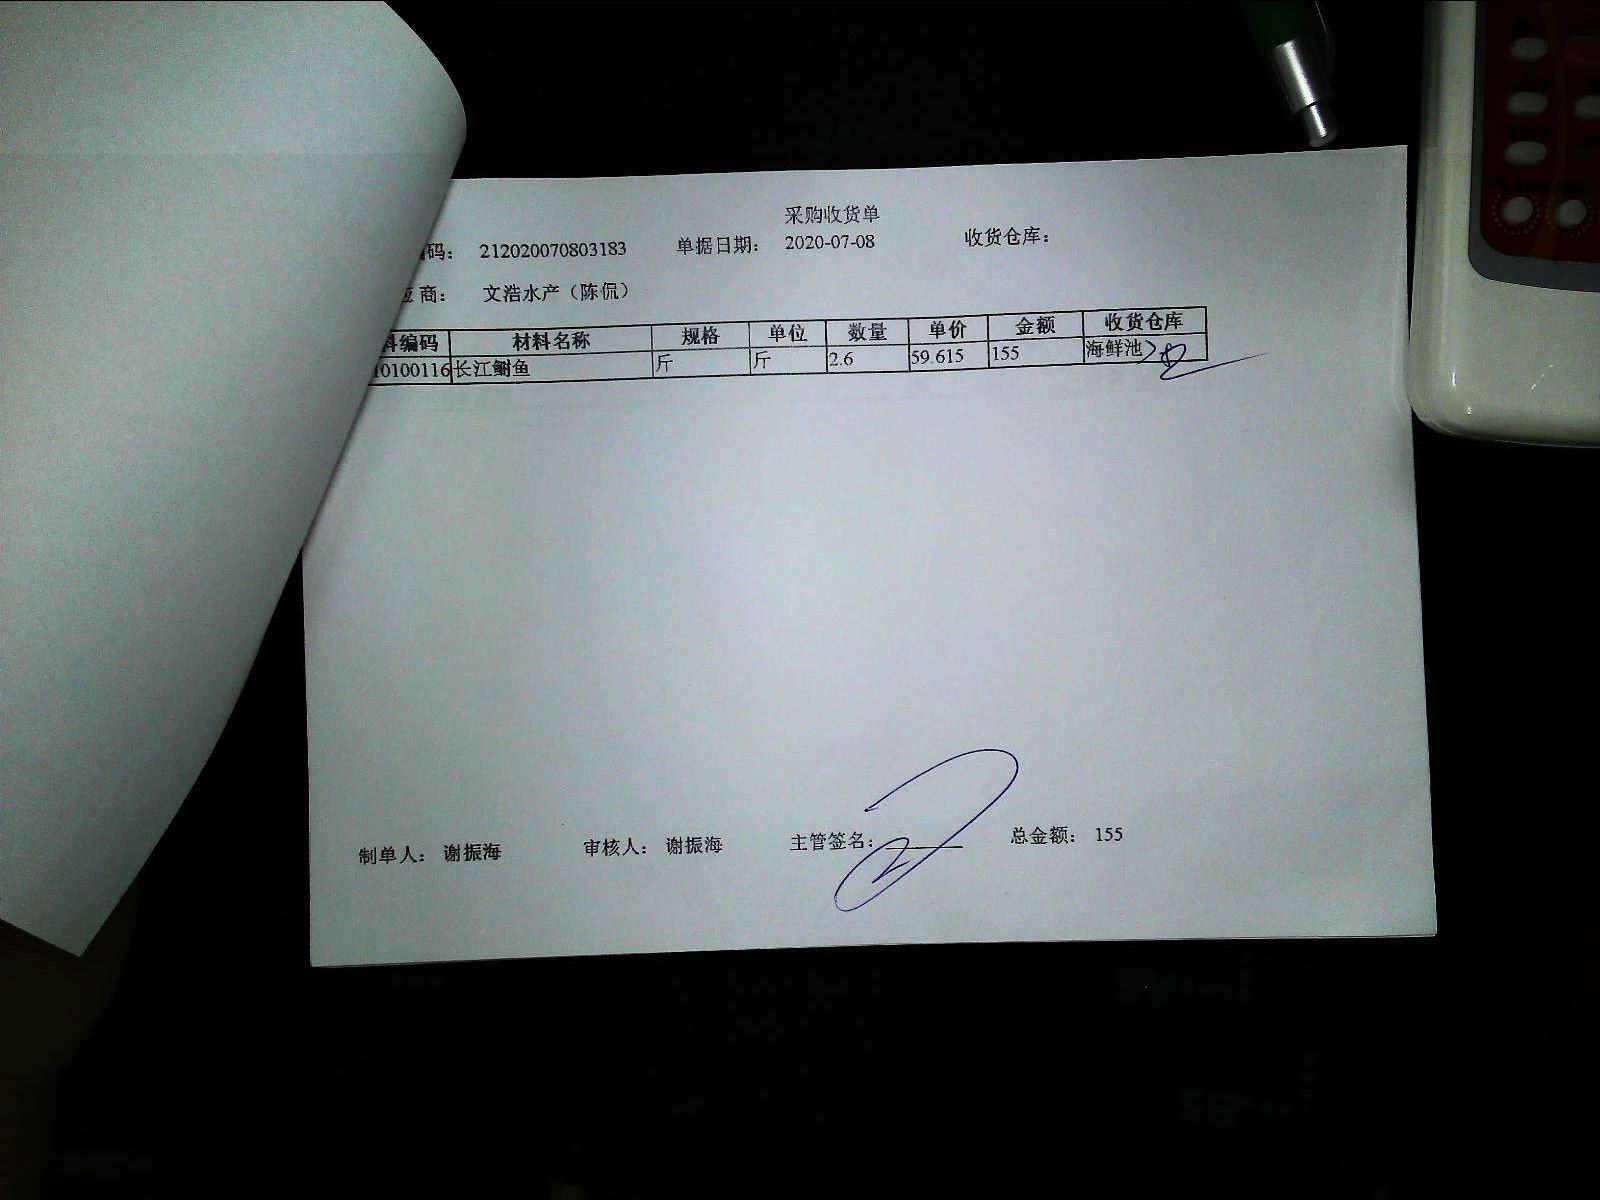 采购收货单
码： 212020070803183 单据日期： 2020-07-08 收货仓库：
应商： 文浩水产（陈侃）
料编码 材料名称 规格 单位 数量 单价 金额 收货仓库
10100116 长江鮰鱼 斤 斤 2.6 59.615 155 海鲜池
制单人： 谢振海 审核人： 谢振海 主管签名： 总金额： 155